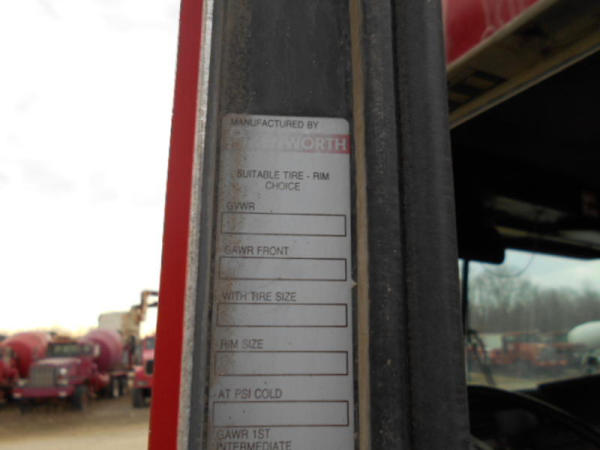 MANUFACTURED BY
KENWORTH
SUITABLE TIRE - RIM
CHOICE
GVWR
GAWR FRONT
WITH TIRE SIZE
RIM SIZE
AT PSI COLD
GAWR 1ST
INTERMEDIATE